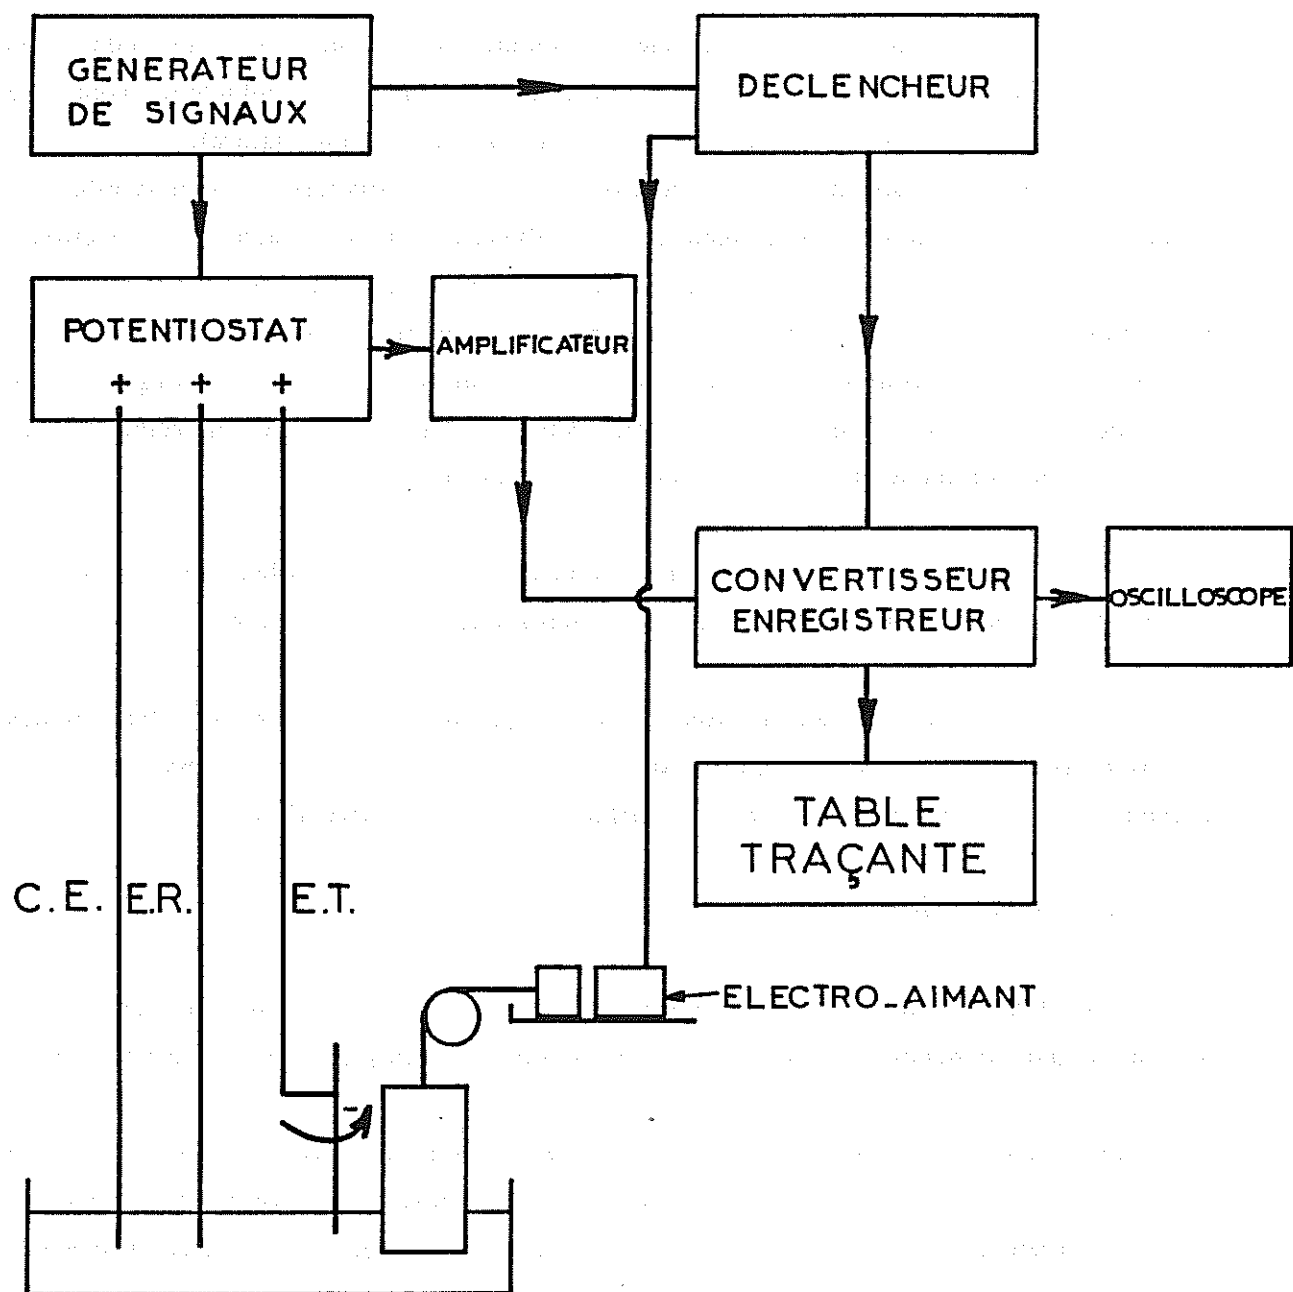 GENERATEUR
DE SIGNAUX
DECLENCHEUR
POTENTIOSTAT
+ + +
AMPLIFICATEUR
CONVERTISSEUR
ENREGISTREUR
OSCILLOSCOPE
TABLE
TRAÇANTE
C.E. E.R. E.T.
ELECTRO_AIMANT